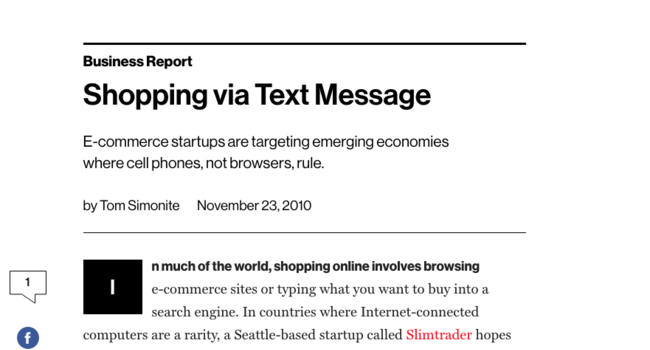 Business Report
Shopping via Text Message
E-commerce startups are targeting emerging economies
where cell phones, not browsers, rule.
by Tom Simonite November 23, 2010
In much of the world, shopping online involves browsing
e-commerce sites or typing what you want to buy into a
search engine. In countries where Internet-connected
computers are a rarity, a Seattle-based startup called Slimtrader hopes
1
f